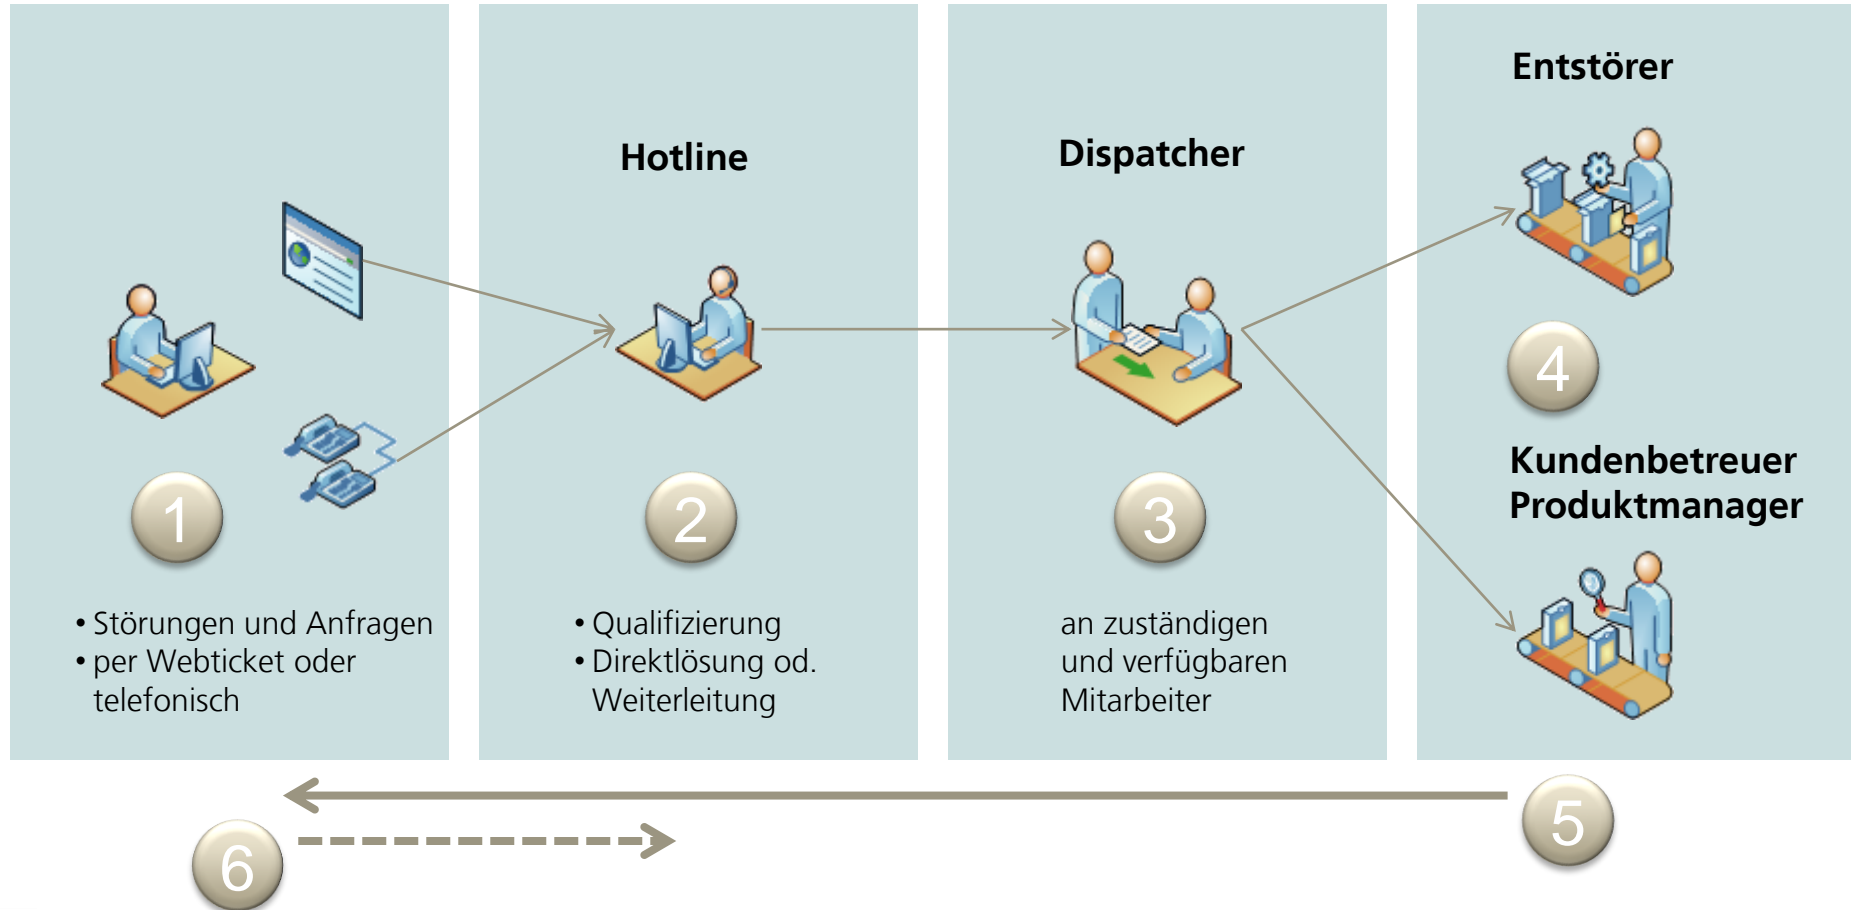 1
• Störungen und Anfragen
• per Webticket oder
telefonisch
Hotline
2
• Qualifizierung
• Direktlösung od.
Weiterleitung
Dispatcher
3
an zuständigen
und verfügbaren
Mitarbeiter
Entstörer
4
Kundenbetreuer
Produktmanager
5
6